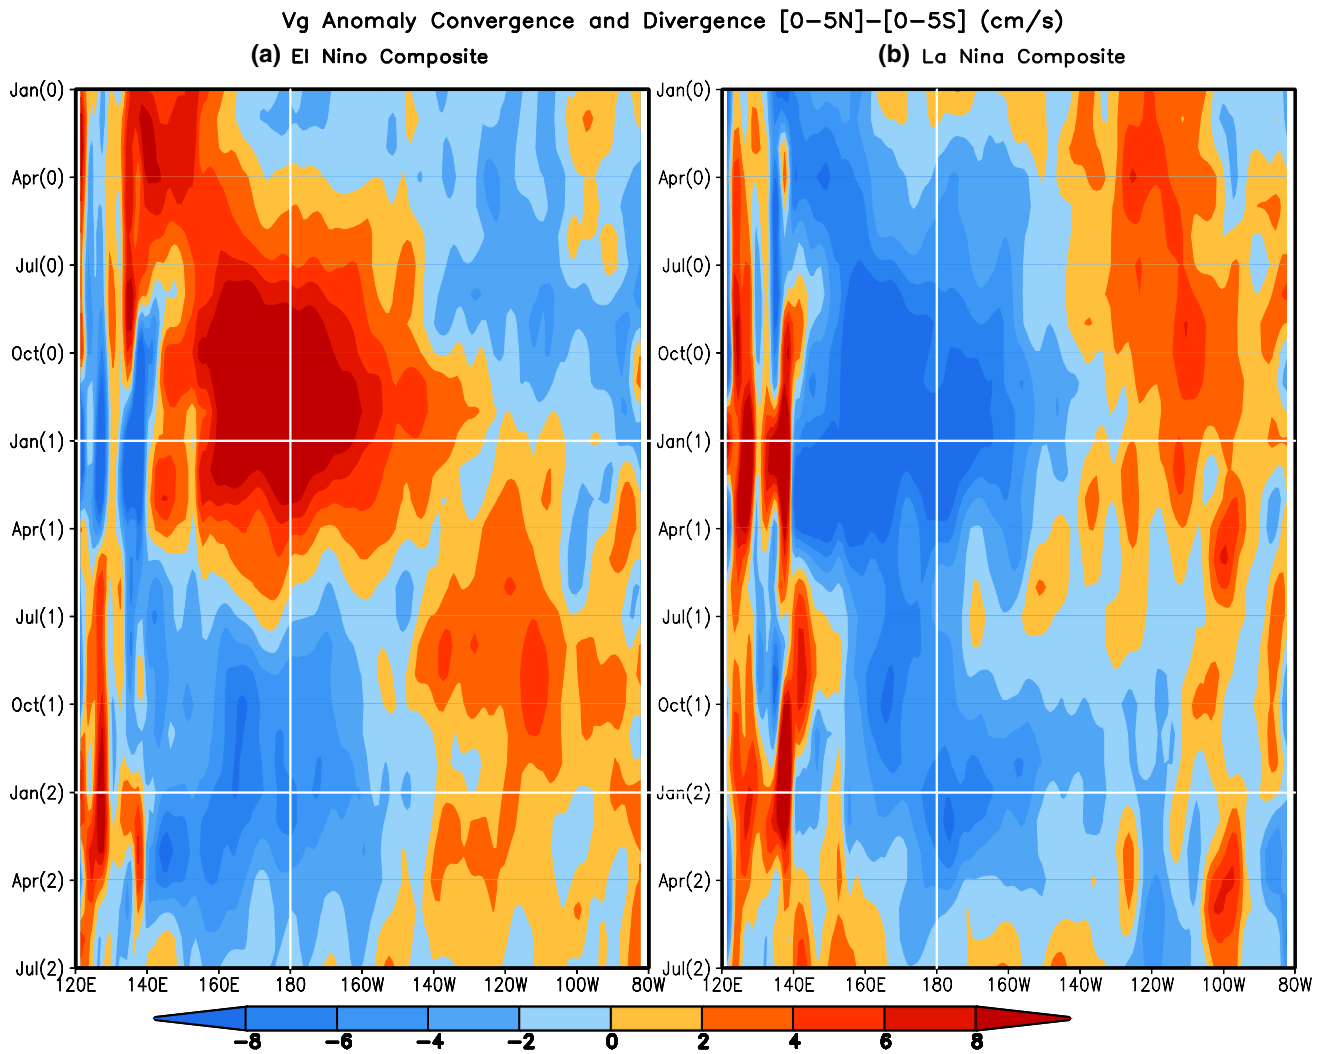 Vg Anomaly Convergence and Divergence [0−5N]−[0−5S] (cm/s)
(a) El Nino Composite
(b) La Nina Composite
Jan(0)
Apr(0)
Jul(0)
Oct(0)
Jan(1)
Apr(1)
Jul(1)
Oct(1)
Jan(2)
Apr(2)
Jul(2)
120E 140E 160E 180 160W 140W 120W 100W 80W
Jan(0)
Apr(0)
Jul(0)
Oct(0)
Jan(1)
Apr(1)
Jul(1)
Oct(1)
Jan(2)
Apr(2)
Jul(2)
120E 140E 160E 180 160W 140W 120W 100W 80W
−8 −6 −4 −2 0 2 4 6 8